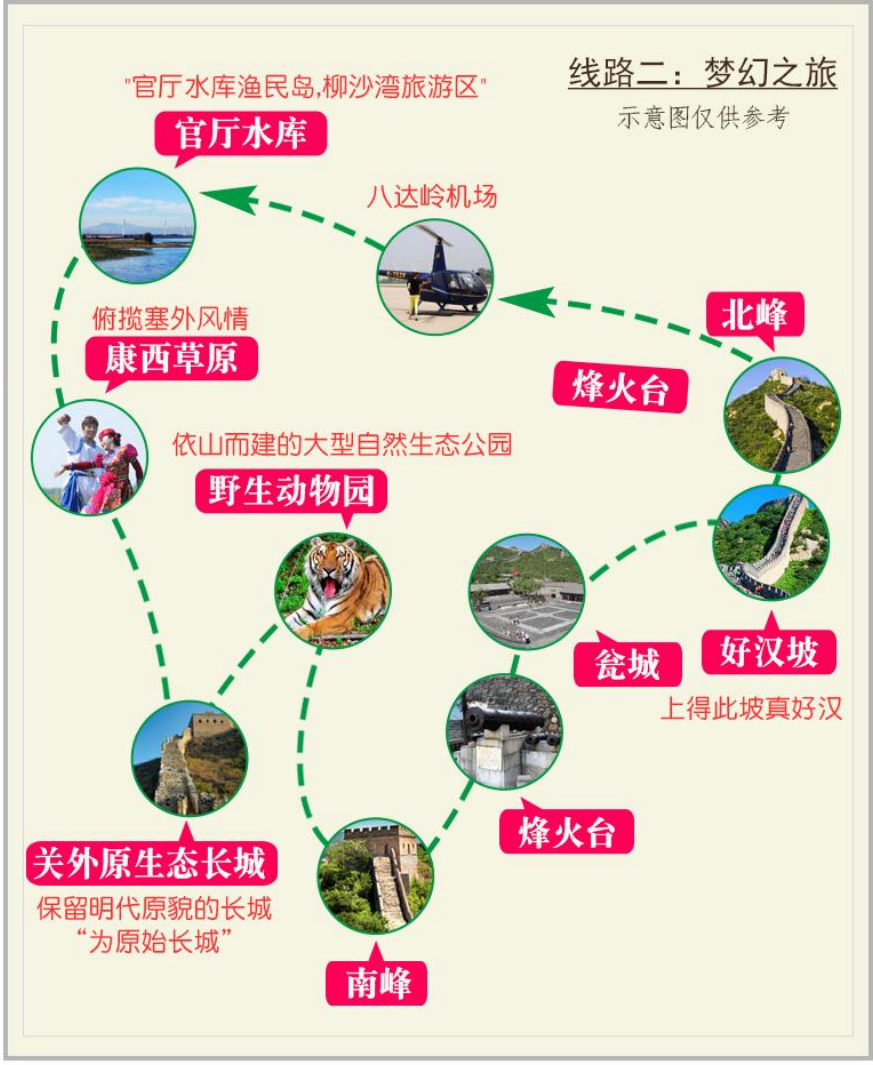 线路二：梦幻之旅
示意图仅供参考
"官厅水库渔民岛,柳沙湾旅游区"
官厅水库
八达岭机场
北峰
俯揽塞外风情
康西草原
烽火台
依山而建的大型自然生态公园
野生动物园
好汉坡
瓮城
上得此坡真好汉
烽火台
关外原生态长城
保留明代原貌的长城
“为原始长城”
南峰